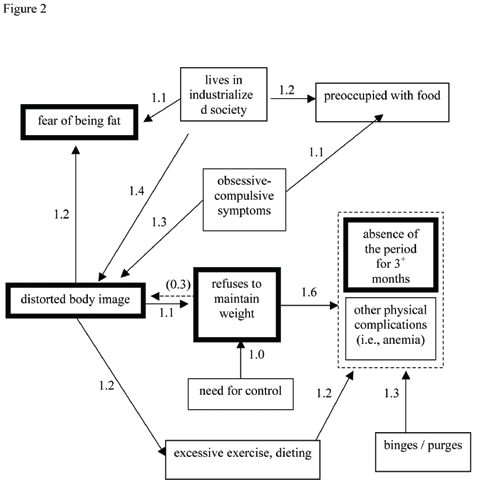 Figure 2
lives in
industrialize
d society
1.1
1.2
preoccupied with food
fear of being fat
1.1
1.4
obsessive-
compulsive
symptoms
1.2
1.3
absence of
the period
for 3+
months
distorted body image
(0.3)
1.1
refuses to
maintain
weight
1.6
other physical
complications
(i.e., anemia)
1.0
need for control
1.2
1.2
1.3
excessive exercise, dieting
binges / purges